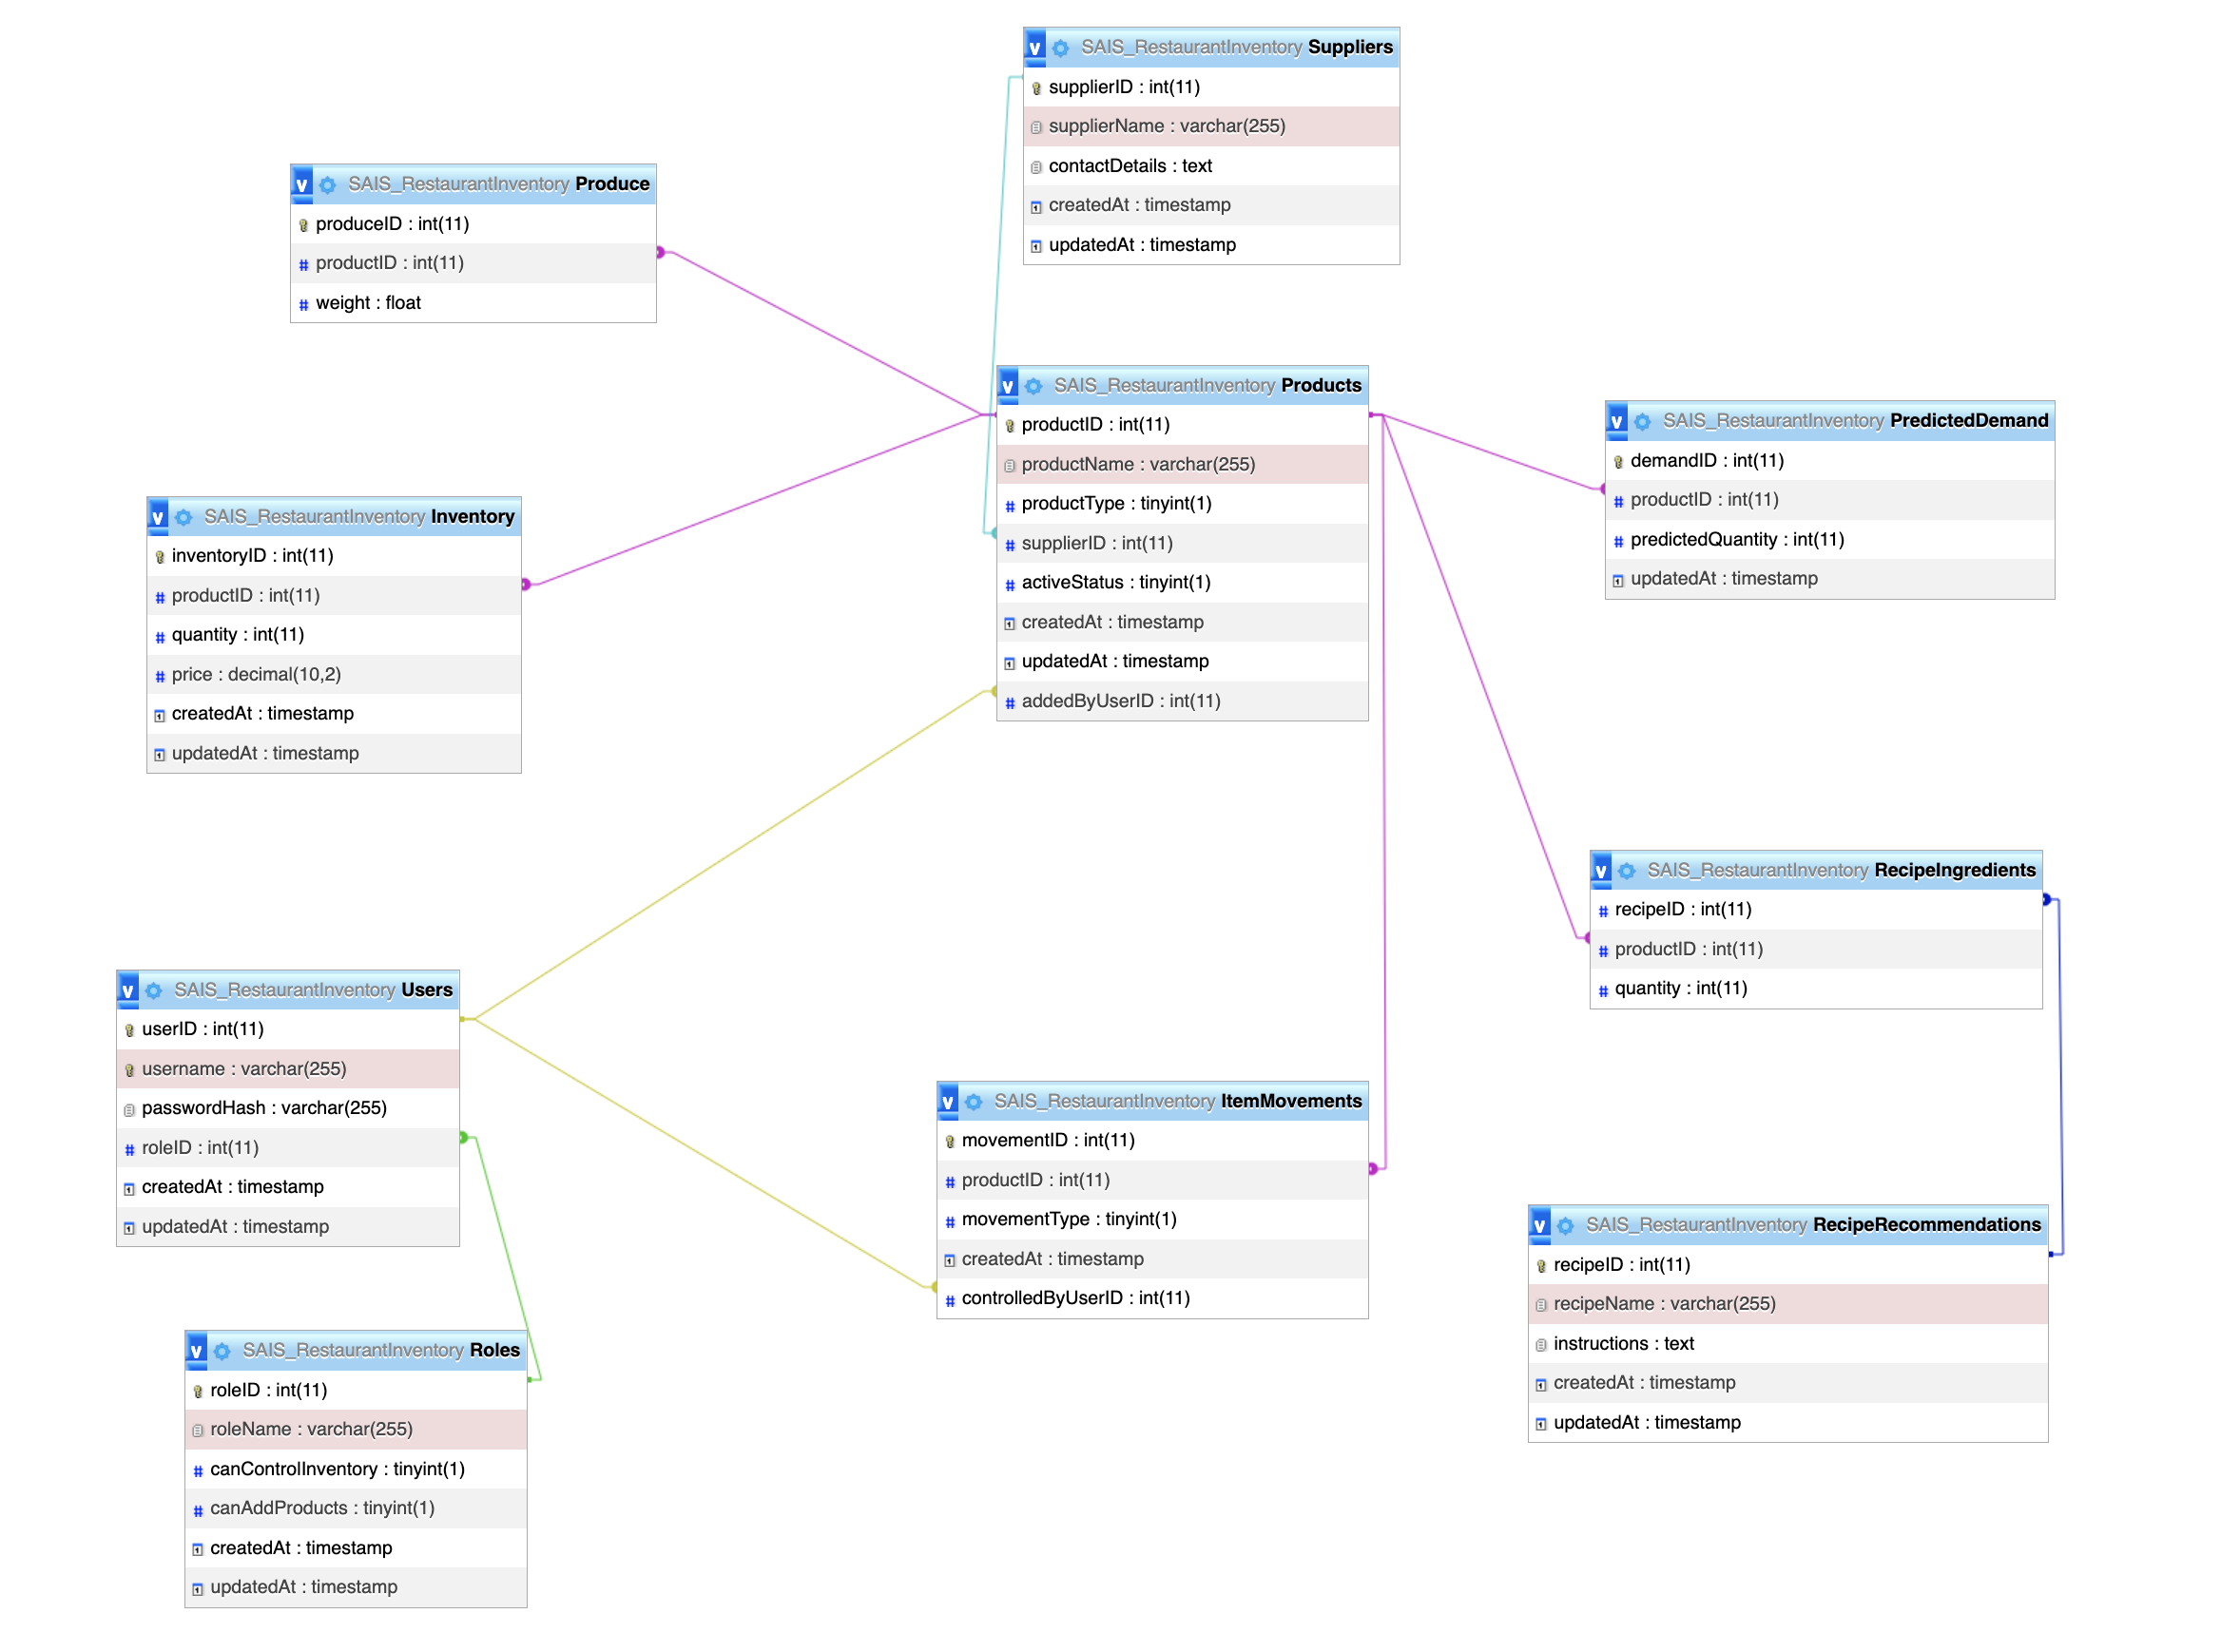 SAIS_RestaurantInventory Suppliers
supplierID : int(11)
supplierName : varchar(255)
contactDetails : text
createdAt : timestamp
updatedAt : timestamp
SAIS_RestaurantInventory Produce
produceID : int(11)
productID : int(11)
weight : float
SAIS_RestaurantInventory Products
productID : int(11)
productName : varchar(255)
productType : tinyint(1)
supplierID : int(11)
activeStatus : tinyint(1)
createdAt : timestamp
updatedAt : timestamp
addedByUserID : int(11)
SAIS_RestaurantInventory PredictedDemand
demandID : int(11)
productID : int(11)
predictedQuantity : int(11)
updatedAt : timestamp
SAIS_RestaurantInventory Inventory
inventoryID : int(11)
productID : int(11)
quantity : int(11)
price : decimal(10,2)
createdAt : timestamp
updatedAt : timestamp
SAIS_RestaurantInventory RecipeIngredients
recipeID : int(11)
productID : int(11)
quantity : int(11)
SAIS_RestaurantInventory Users
userID : int(11)
username : varchar(255)
passwordHash : varchar(255)
roleID : int(11)
createdAt : timestamp
updatedAt : timestamp
SAIS_RestaurantInventory ItemMovements
movementID : int(11)
productID : int(11)
movementType : tinyint(1)
createdAt : timestamp
controlledByUserID : int(11)
SAIS_RestaurantInventory RecipeRecommendations
recipeID : int(11)
recipeName : varchar(255)
instructions : text
createdAt : timestamp
updatedAt : timestamp
SAIS_RestaurantInventory Roles
roleID : int(11)
roleName : varchar(255)
canControlInventory : tinyint(1)
canAddProducts : tinyint(1)
createdAt : timestamp
updatedAt : timestamp